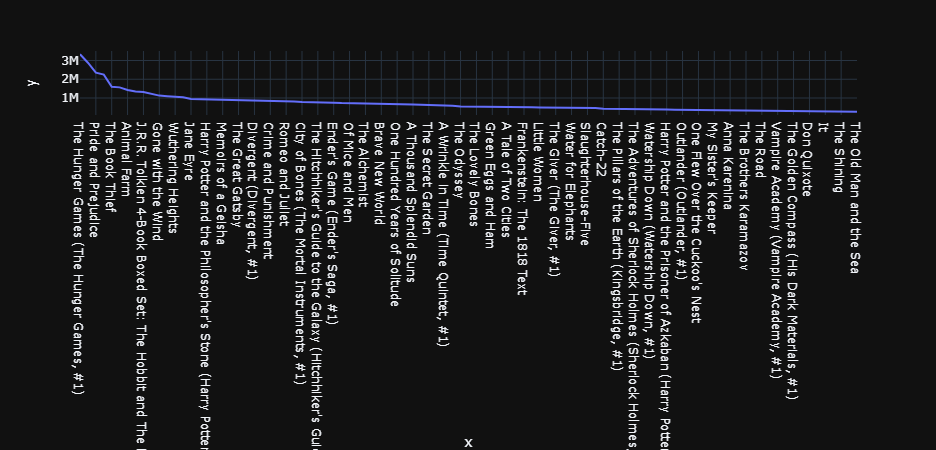 3M
2M
1M
y
The Hunger Games (The Hunger Games, #1)
Pride and Prejudice
The Book Thief
Animal Farm
J.R.R. Tolkien 4-Book Boxed Set: The Hobbit and The
Gone with the Wind
Wuthering Heights
Jane Eyre
Harry Potter and the Philosopher's Stone (Harry Potter
Memoirs of a Geisha
The Great Gatsby
Divergent (Divergent, #1)
Crime and Punishment
Romeo and Juliet
City of Bones (The Mortal Instruments, #1)
The Hitchhiker's Guide to the Galaxy (Hitchhiker's Gui
Ender's Game (Ender's Saga, #1)
Of Mice and Men
The Alchemist
Brave New World
One Hundred Years of Solitude
A Thousand Splendid Suns
The Secret Garden
A Wrinkle in Time (Time Quintet, #1)
The Odyssey
The Lovely Bones
Green Eggs and Ham
A Tale of Two Cities
Frankenstein: The 1818 Text
Little Women
The Giver (The Giver, #1)
Water for Elephants
Slaughterhouse-Five
Catch-22
The Pillars of the Earth (Kingsbridge, #1)
The Adventures of Sherlock Holmes (Sherlock Holmes,
Watership Down (Watership Down, #1)
Harry Potter and the Prisoner of Azkaban (Harry Potter
Outlander (Outlander, #1)
One Flew Over the Cuckoo's Nest
My Sister's Keeper
Anna Karenina
The Brothers Karamazov
The Road
Vampire Academy (Vampire Academy, #1)
The Golden Compass (His Dark Materials, #1)
Don Quixote
It
The Shining
The Old Man and the Sea
x